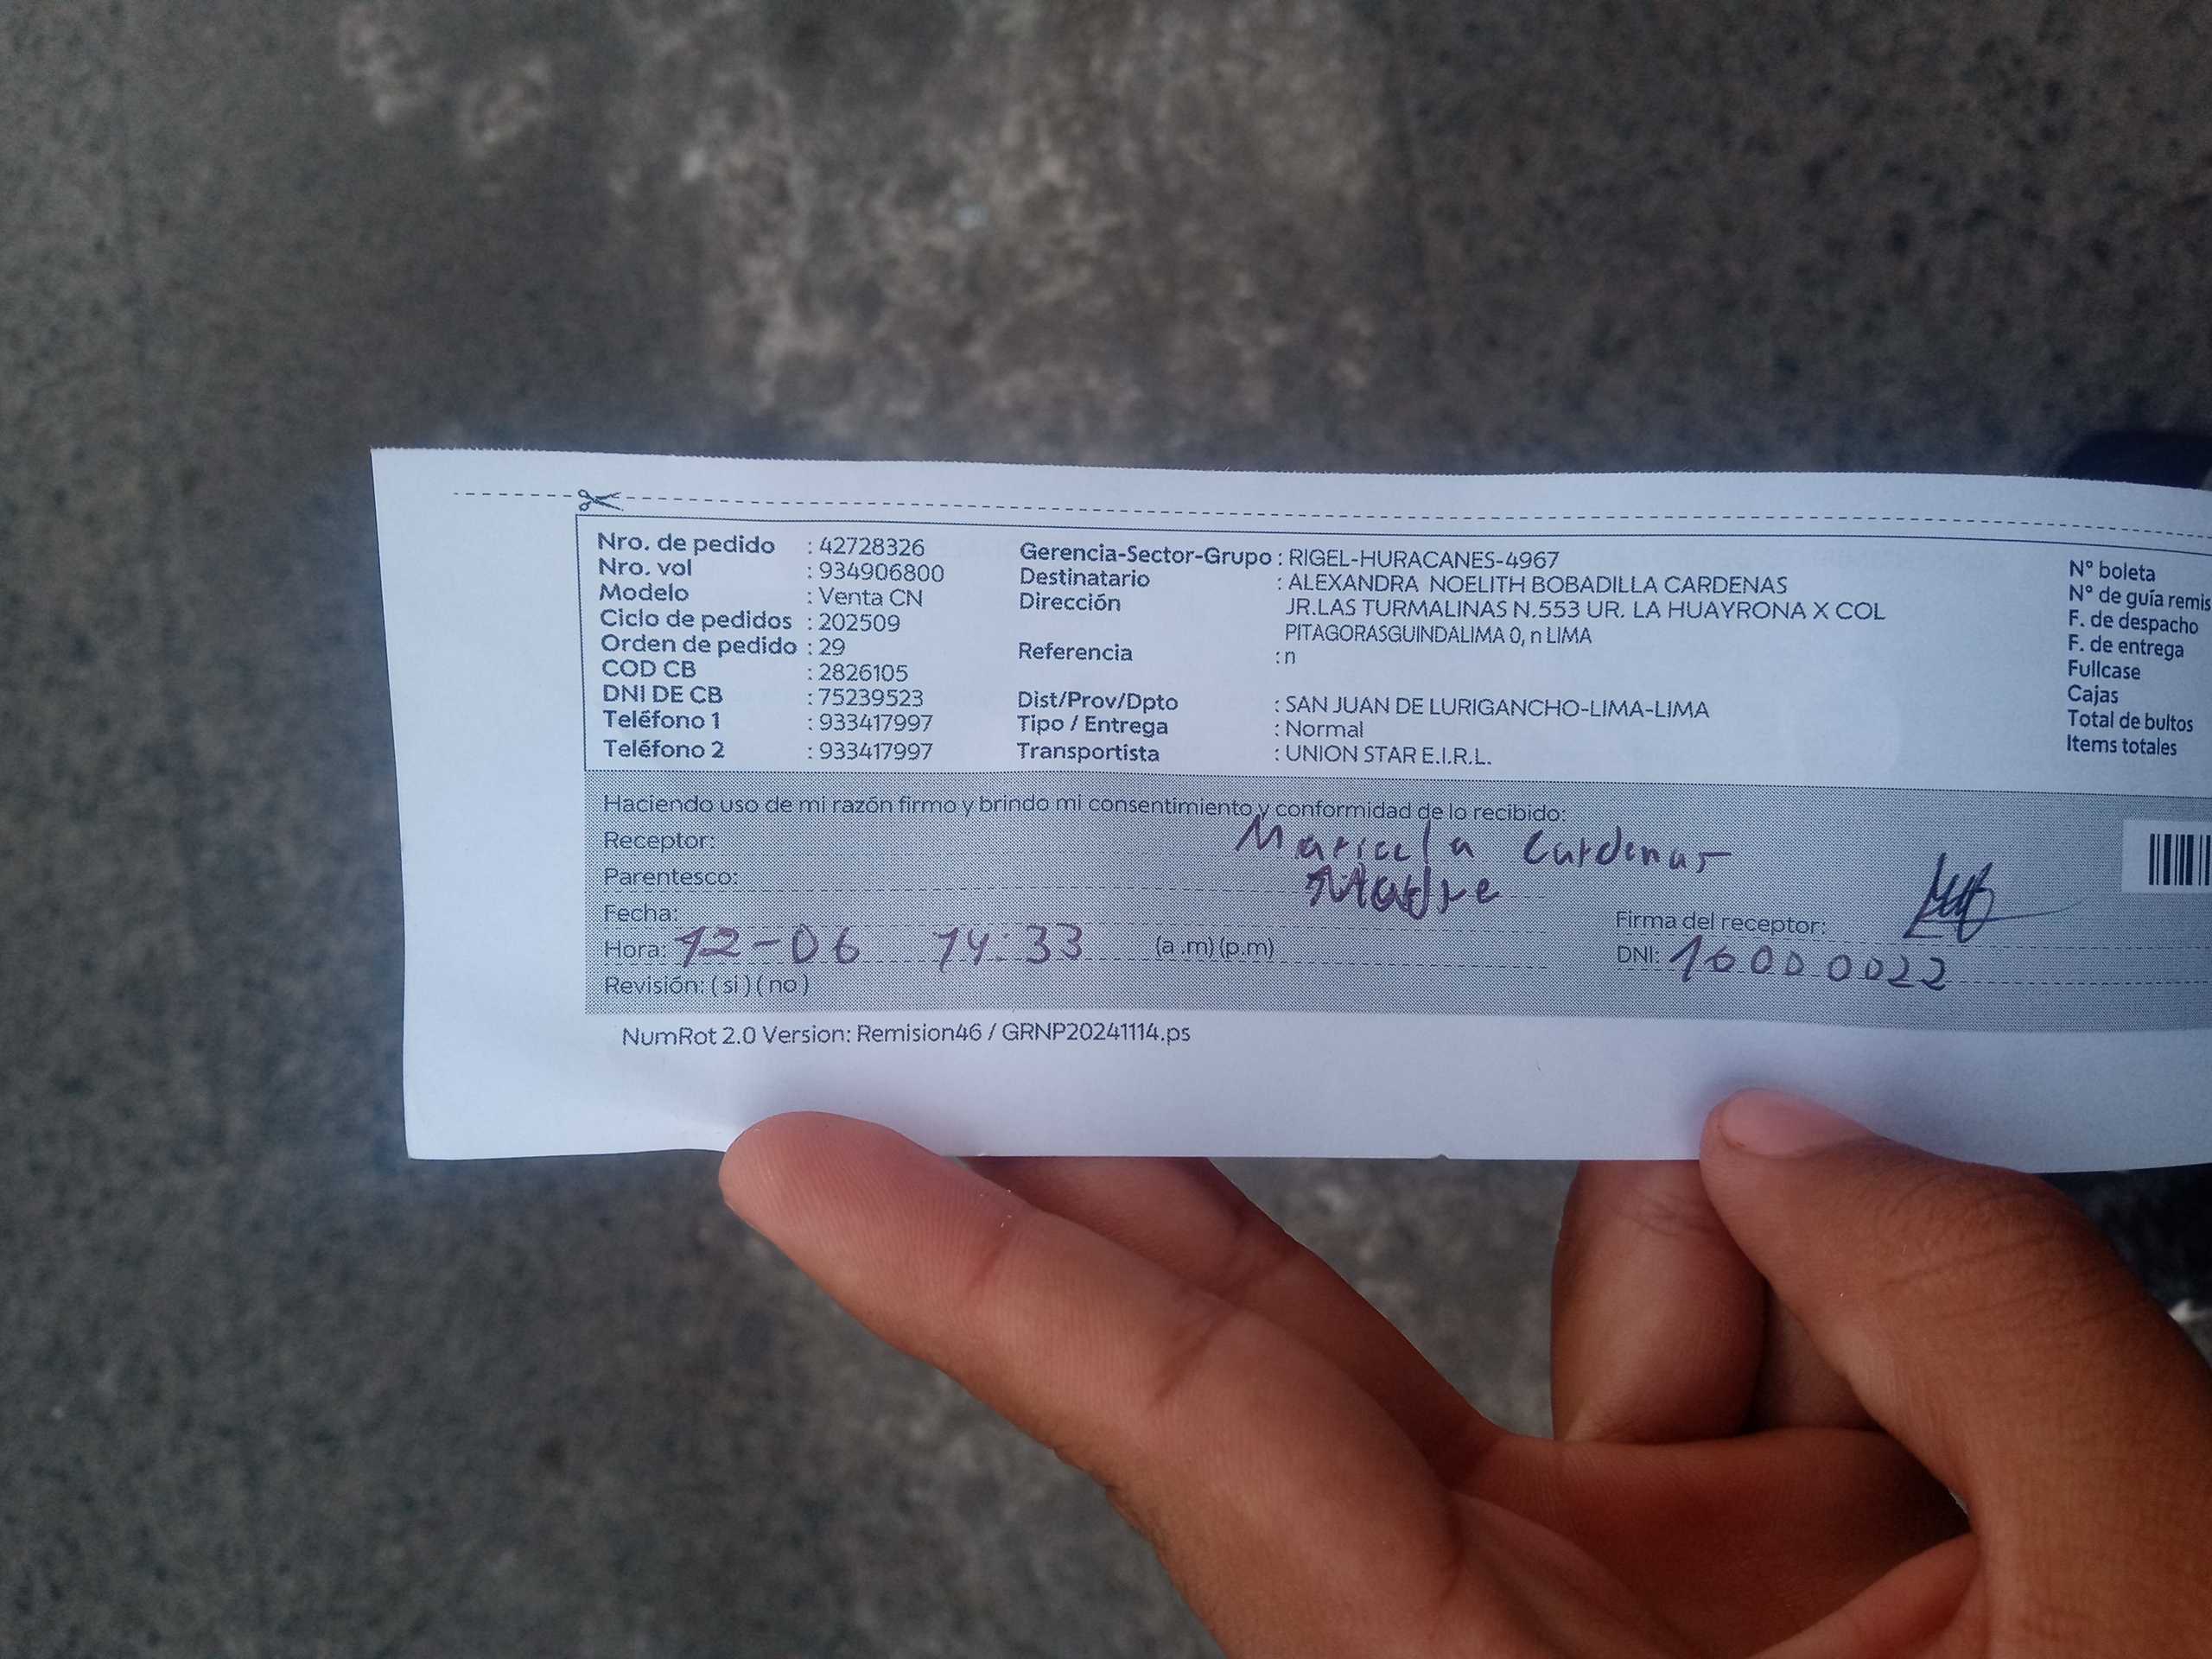 Nro. de pedido : 42728326
Nro. vol : 934906800
Modelo : Venta CN
Ciclo de pedidos : 202509
Orden de pedido : 29
COD CB : 2826105
DNI DE CB : 75239523
Teléfono 1 : 933417997
Teléfono 2 : 933417997
Gerencia-Sector-Grupo : RIGEL-HURACANES-4967
Destinatario : ALEXANDRA NOELITH BOBADILLA CARDENAS
Dirección JR.LAS TURMALINAS N.553 UR. LA HUAYRONA X COL
PITAGORASGUINDALIMA 0, n LIMA
Referencia : n
Dist/Prov/Dpto : SAN JUAN DE LURIGANCHO-LIMA-LIMA
Tipo / Entrega : Normal
Transportista : UNION STAR E.I.R.L.
N° boleta
N° de guía remis
F. de despacho
F. de entrega
Fullcase
Cajas
Total de bultos
Items totales
Haciendo uso de mi razón firmo y brindo mi consentimiento y conformidad de lo recibido:
Receptor: Maricela Cardenas
Parentesco: Madre
Fecha:
Hora: 12-06 14:33 (a.m) (p.m)
Revisión: ( si ) ( no )
Firma del receptor:
DNI: 16000022
NumRot 2.0 Version: Remision46 / GRNP20241114.ps